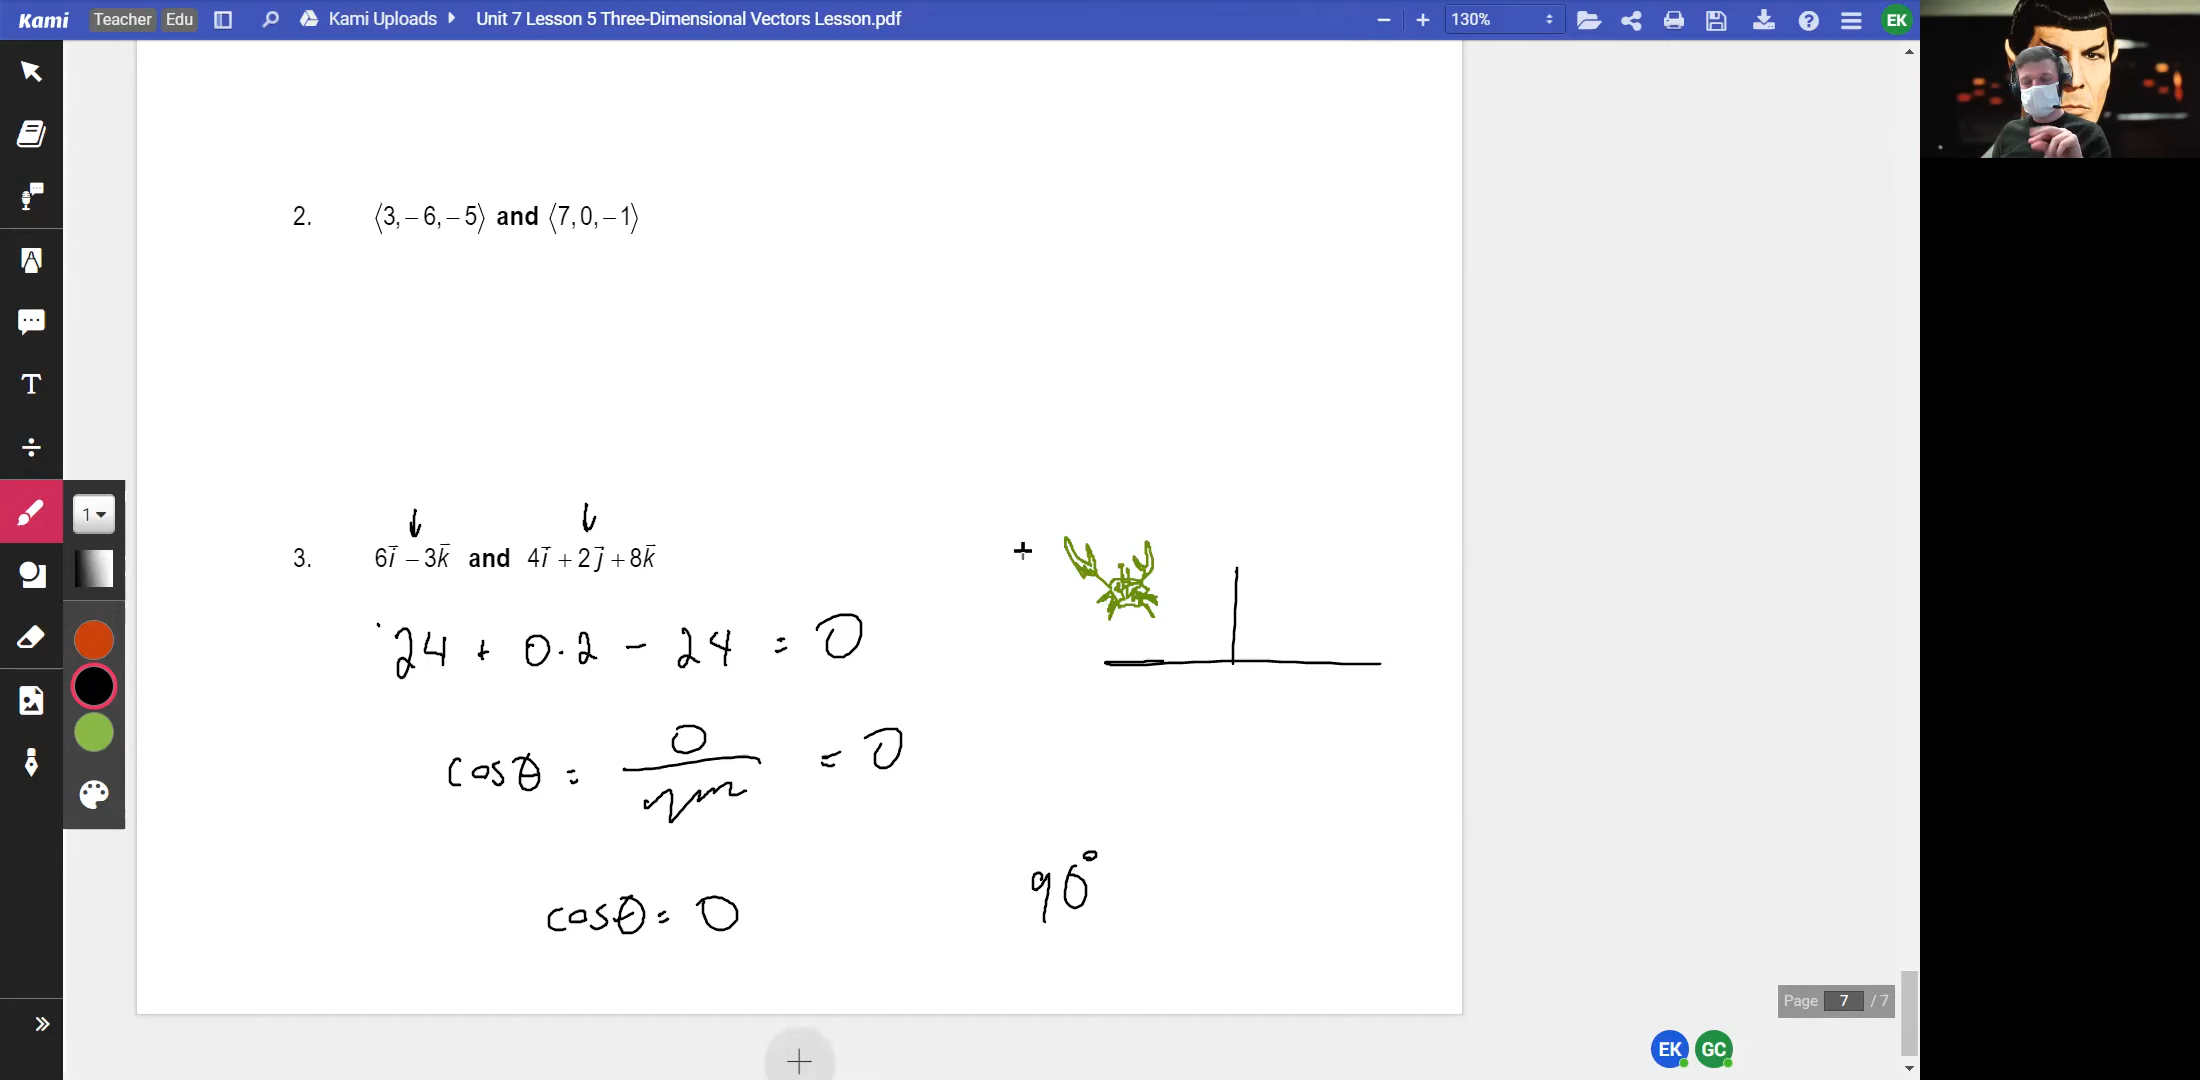 Kami Teacher Edu Kami Uploads Unit 7 Lesson 5 Three-Dimensional Vectors Lesson.pdf 130% EK
2. ⟨3, – 6, – 5⟩ and ⟨7, 0, – 1⟩
1
3. 6i⃗ – 3k⃗ and 4i⃗ + 2j⃗ + 8k⃗
24 + 0·2 – 24 = 0
cosθ = 0/ = 0
90°
cosθ = 0
Page 7 / 7
EK GC